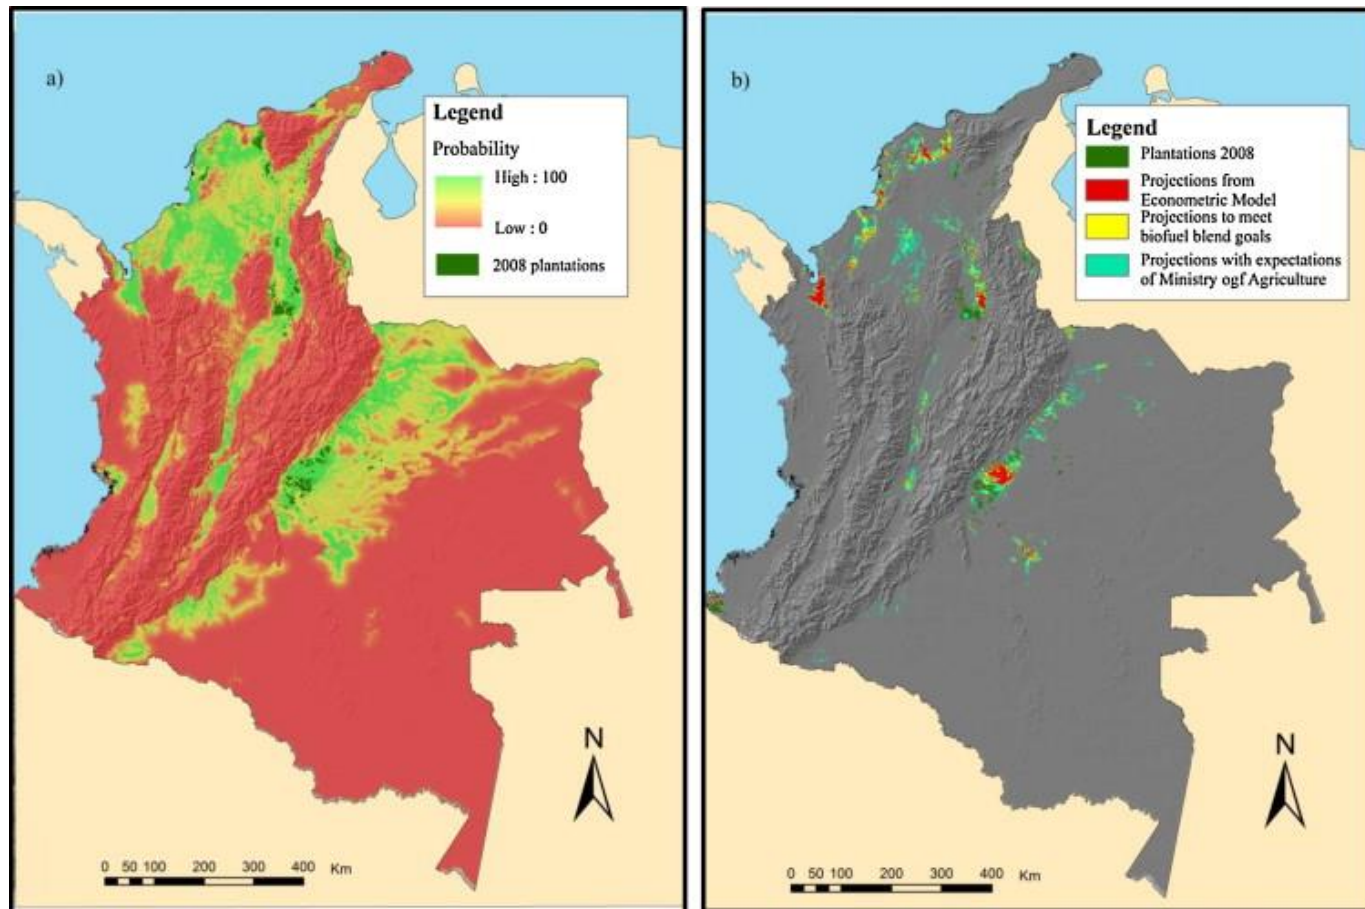 a)
Legend
Probability
High : 100
Low : 0
2008 plantations
N
0 50 100 200 300 400 Km
b)
Legend
Plantations 2008
Projections from
Econometric Model
Projections to meet
biofuel blend goals
Projections with expectations
of Ministry ogf Agriculture
N
0 50 100 200 300 400 Km